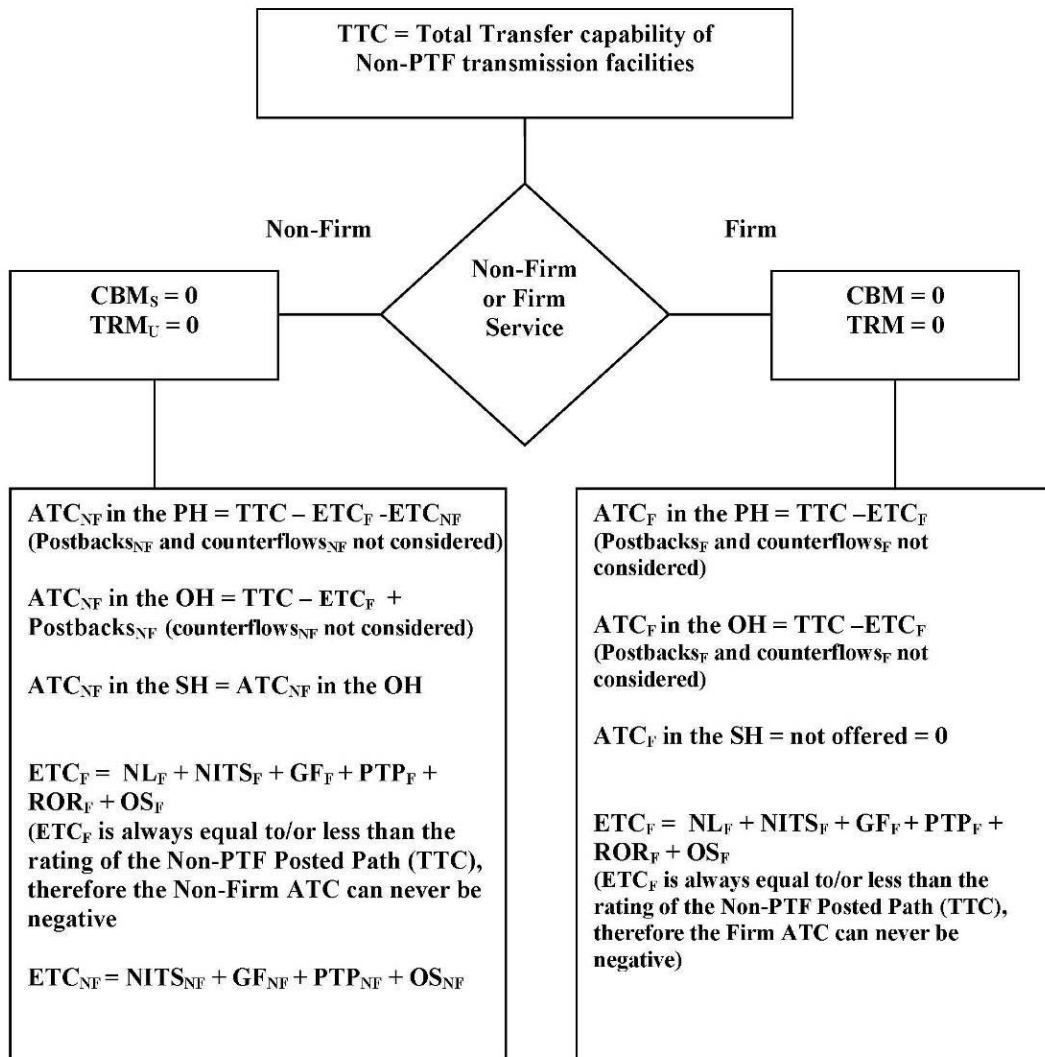 TTC = Total Transfer capability of
Non-PTF transmission facilities
Non-Firm
Firm
Non-Firm
or Firm
Service
CBMS = 0
TRMU = 0
CBM = 0
TRM = 0
ATCNF in the PH = TTC – ETCF -ETCNF
(PostbacksNF and counterflowsNF not considered)
ATCNF in the OH = TTC – ETCF +
PostbacksNF (counterflowsNF not considered)
ATCNF in the SH = ATCNF in the OH
ETCF = NLF + NITSF + GFF + PTPF +
RORF + OSF
(ETCF is always equal to/or less than the
rating of the Non-PTF Posted Path (TTC),
therefore the Non-Firm ATC can never be
negative
ETCNF = NITSNF + GFNF + PTPNF + OSNF
ATCF in the PH = TTC –ETCF
(PostbacksF and counterflowsF not
considered)
ATCF in the OH = TTC –ETCF
(PostbacksF and counterflowsF not
considered)
ATCF in the SH = not offered = 0
ETCF = NLF + NITSF + GFF + PTPF +
RORF + OSF
(ETCF is always equal to/or less than the
rating of the Non-PTF Posted Path (TTC),
therefore the Firm ATC can never be
negative)